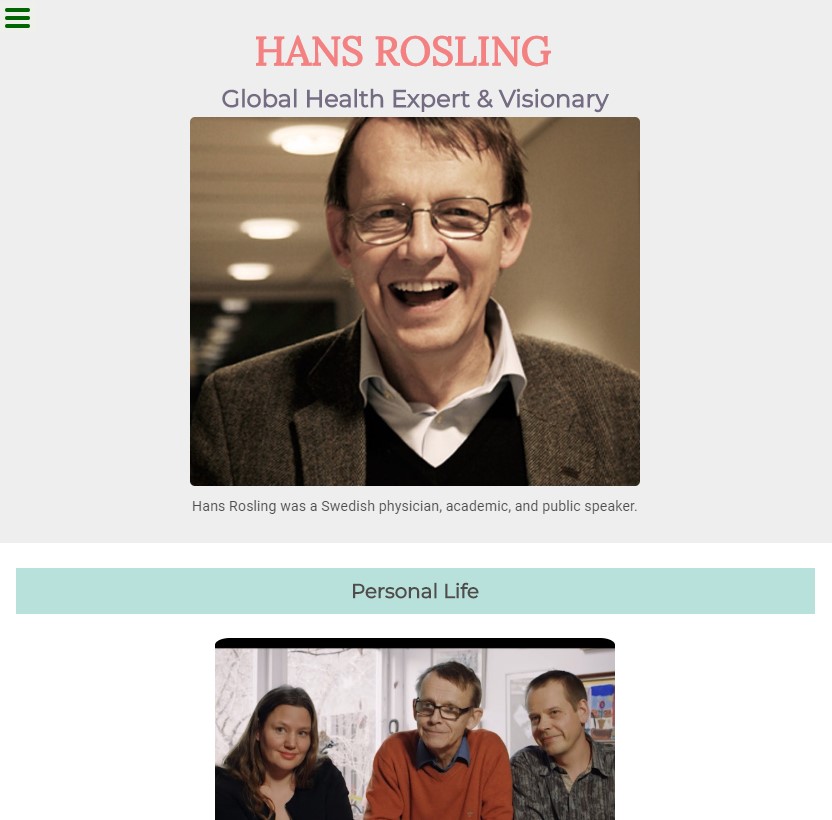 HANS ROSLING
Global Health Expert & Visionary
Hans Rosling was a Swedish physician, academic, and public speaker.
Personal Life